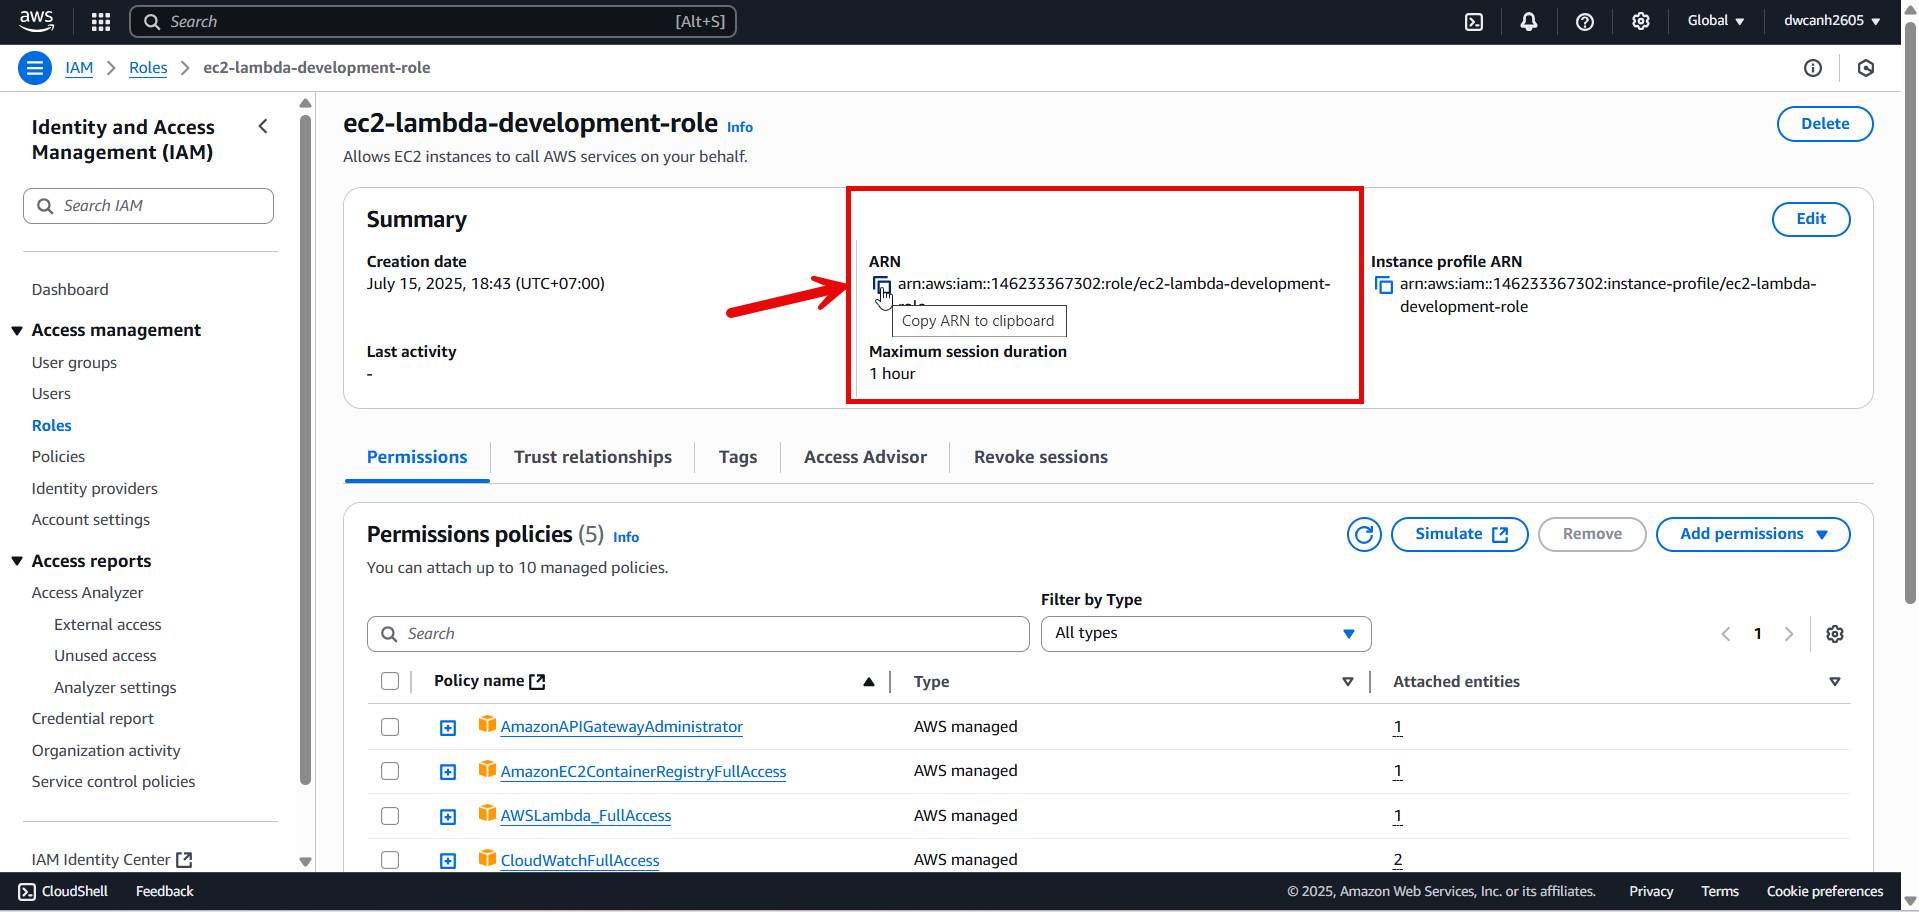 aws
Search
[Alt+S]
Global
dwcanh2605
IAM
Roles
ec2-lambda-development-role
Identity and Access
Management (IAM)
Search IAM
Dashboard
Access management
User groups
Users
Roles
Policies
Identity providers
Account settings
Access reports
Access Analyzer
External access
Unused access
Analyzer settings
Credential report
Organization activity
Service control policies
IAM Identity Center
ec2-lambda-development-role Info
Delete
Allows EC2 instances to call AWS services on your behalf.
Summary
Edit
Creation date
July 15, 2025, 18:43 (UTC+07:00)
Last activity
-
ARN
arn:aws:iam::146233367302:role/ec2-lambda-development-
Copy ARN to clipboard
Maximum session duration
1 hour
Instance profile ARN
arn:aws:iam::146233367302:instance-profile/ec2-lambda-
development-role
Permissions
Trust relationships
Tags
Access Advisor
Revoke sessions
Permissions policies (5) Info
Simulate
Remove
Add permissions
You can attach up to 10 managed policies.
Filter by Type
Search
All types
1
Policy name
Type
Attached entities
AmazonAPIGatewayAdministrator
AWS managed
1
AmazonEC2ContainerRegistryFullAccess
AWS managed
1
AWSLambda_FullAccess
AWS managed
1
CloudWatchFullAccess
AWS managed
2
CloudShell
Feedback
© 2025, Amazon Web Services, Inc. or its affiliates.
Privacy
Terms
Cookie preferences